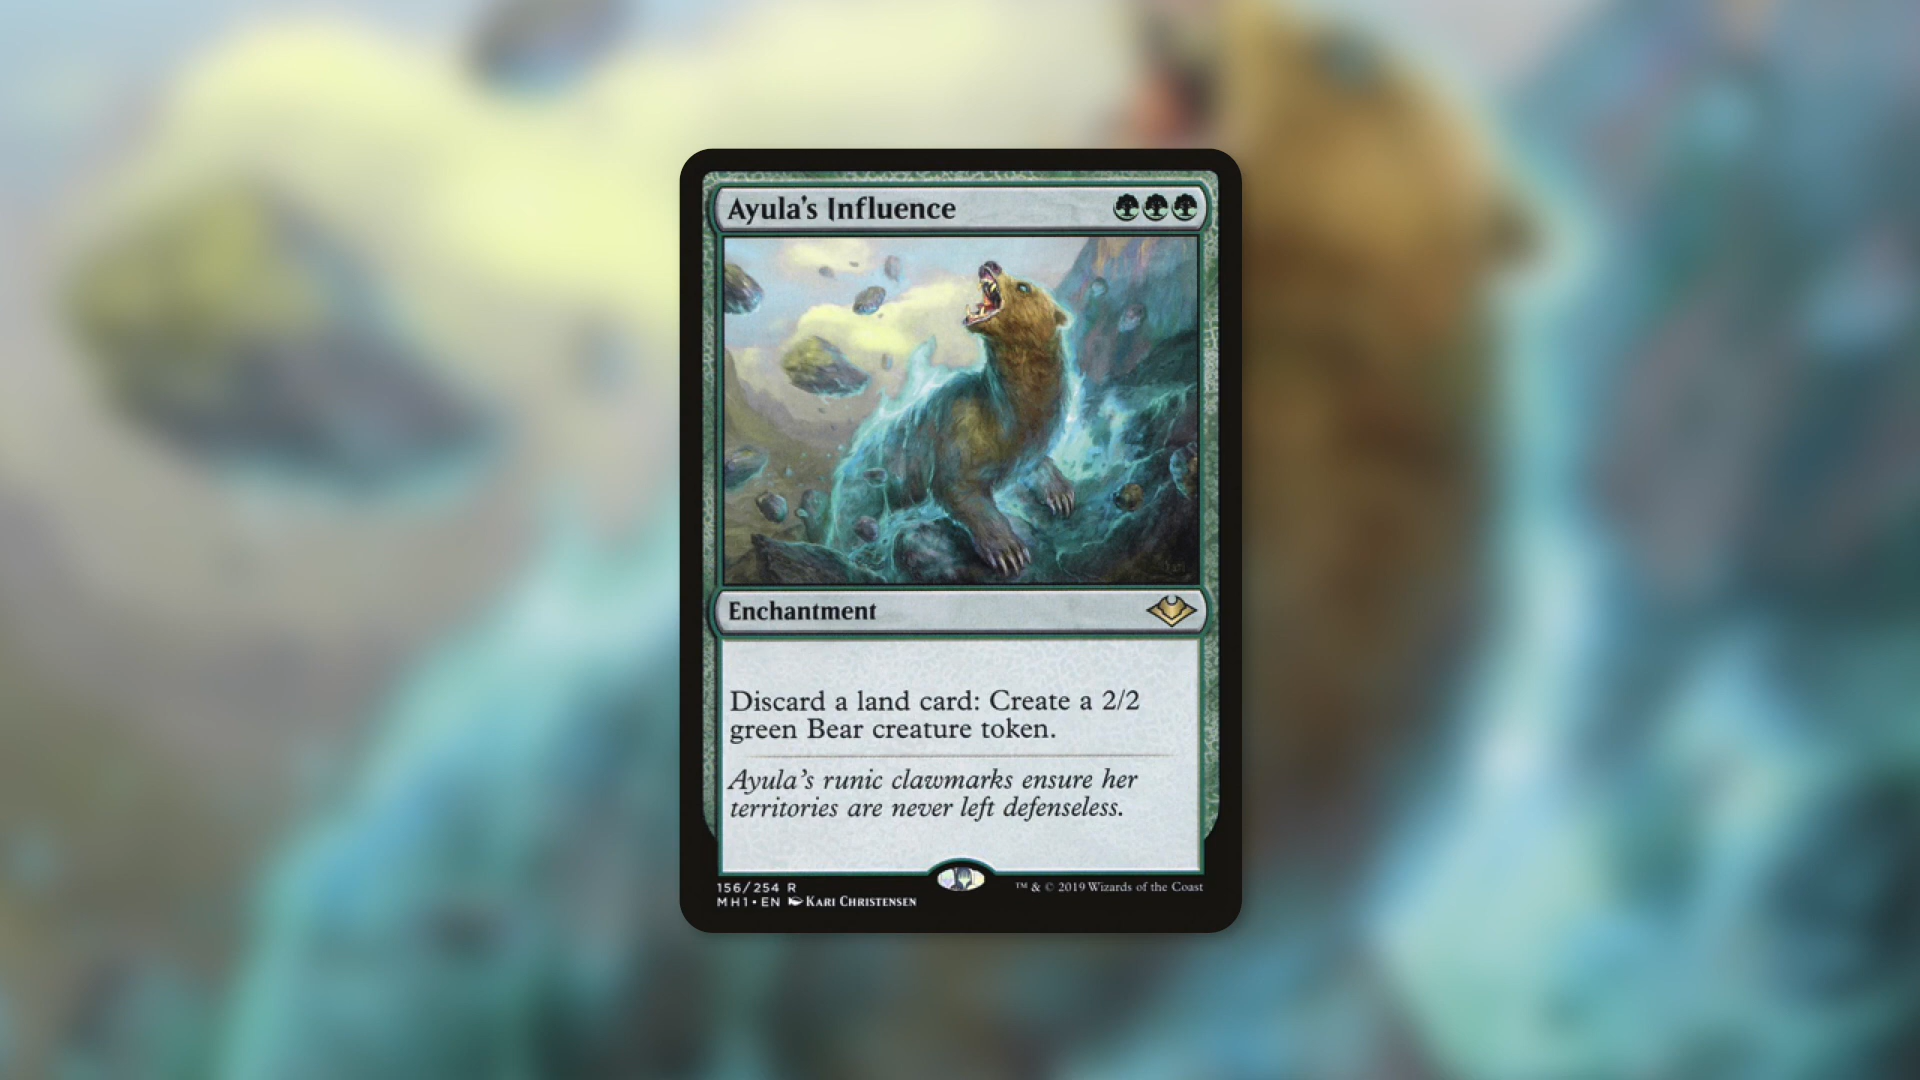 Ayula's Influence
Enchantment
Discard a land card: Create a 2/2
green Bear creature token.
Ayula's runic clawmarks ensure her
territories are never left defenseless.
156/254 R
MH1•EN Kari Christensen
™ & © 2019 Wizards of the Coast